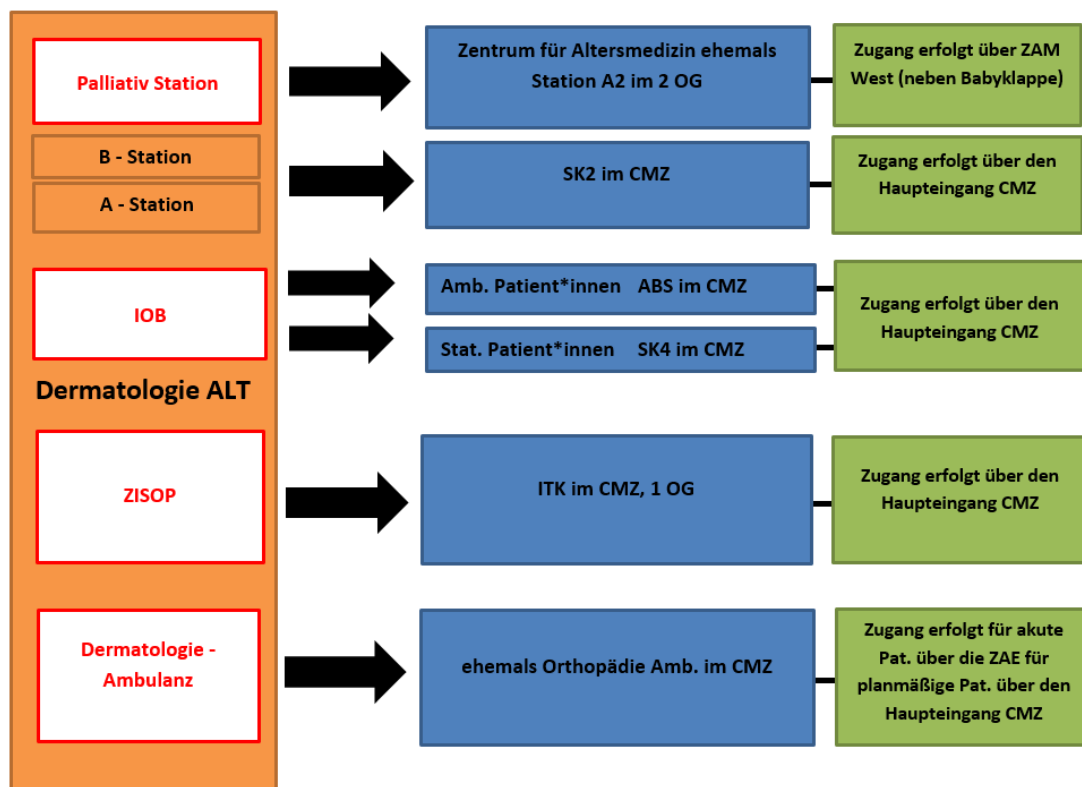 Palliativ Station
Zentrum für Altersmedizin ehemals
Station A2 im 2 OG
Zugang erfolgt über ZAM
West (neben Babyklappe)
B - Station
A - Station
SK2 im CMZ
Zugang erfolgt über den
Haupteingang CMZ
IOB
Amb. Patient*innen ABS im CMZ
Stat. Patient*innen SK4 im CMZ
Zugang erfolgt über den
Haupteingang CMZ
Dermatologie ALT
ZISOP
ITK im CMZ, 1 OG
Zugang erfolgt über den
Haupteingang CMZ
Dermatologie -
Ambulanz
ehemals Orthopädie Amb. im CMZ
Zugang erfolgt für akute
Pat. über die ZAE für
planmäßige Pat. über den
Haupteingang CMZ